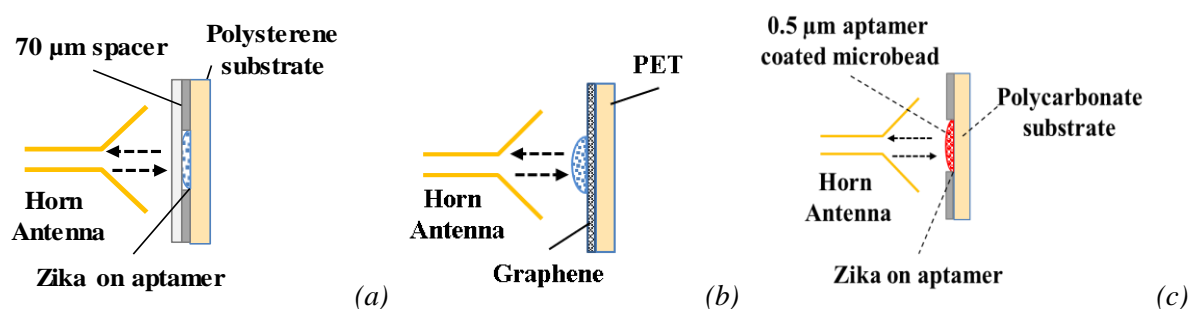 70 µm spacer
Polysterene
substrate
Horn
Antenna
Zika on aptamer
(a)
PET
Horn
Antenna
Graphene
(b)
0.5 µm aptamer
coated microbead
Polycarbonate
substrate
Horn
Antenna
Zika on aptamer
(c)